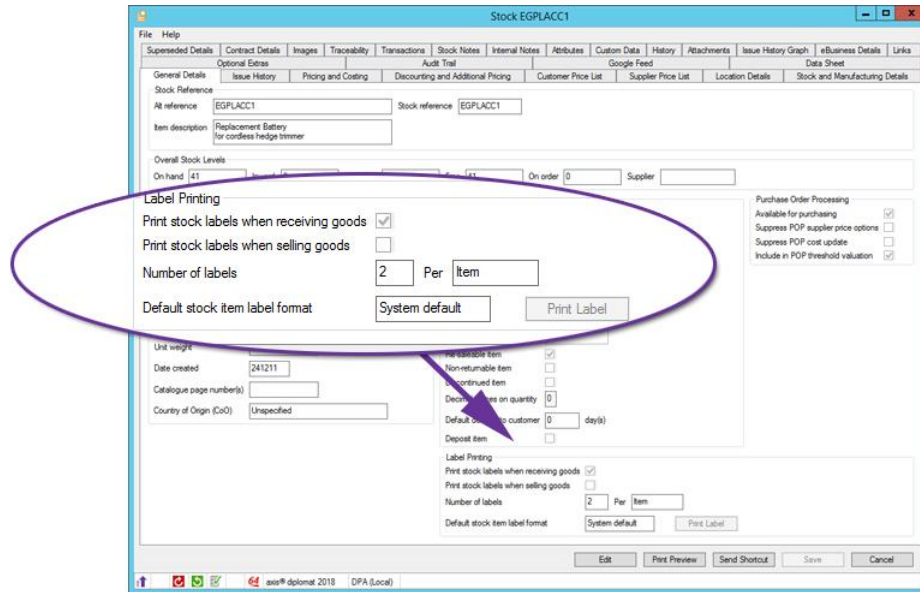 Stock EGPLACC1
File Help
Superseded Details Contract Details Images Traceability Transactions Stock Notes Internal Notes Attributes Custom Data History Attachments Issue History Graph eBusiness Details Links
Optional Extras Audit Trail Google Feed Data Sheet
General Details Issue History Pricing and Costing Discounting and Additional Pricing Customer Price List Supplier Price List Location Details Stock and Manufacturing Details
Stock Reference
Alt reference EGPLACC1 Stock reference EGPLACC1
Item description Replacement Battery
for cordless hedge trimmer
Overall Stock Levels
On hand 41 On order 0 Supplier
Label Printing
Print stock labels when receiving goods
Print stock labels when selling goods
Number of labels 2 Per Item
Default stock item label format System default Print Label
Purchase Order Processing
Available for purchasing
Suppress POP supplier price options
Suppress POP cost update
Include in POP threshold valuation
Unit weight
Date created 241211
Catalogue page number(s)
Country of Origin (CoO) Unspecified
Re-saleable item
Non-returnable item
item
on quantity 0
customer 0 day(s)
Deposit item
Label Printing
Print stock labels when receiving goods
Print stock labels when selling goods
Number of labels 2 Per Item
Default stock item label format System default Print Label
Edit Print Preview Send Shortcut Save Cancel
64 axis® diplomat 2018 DPA (Local)